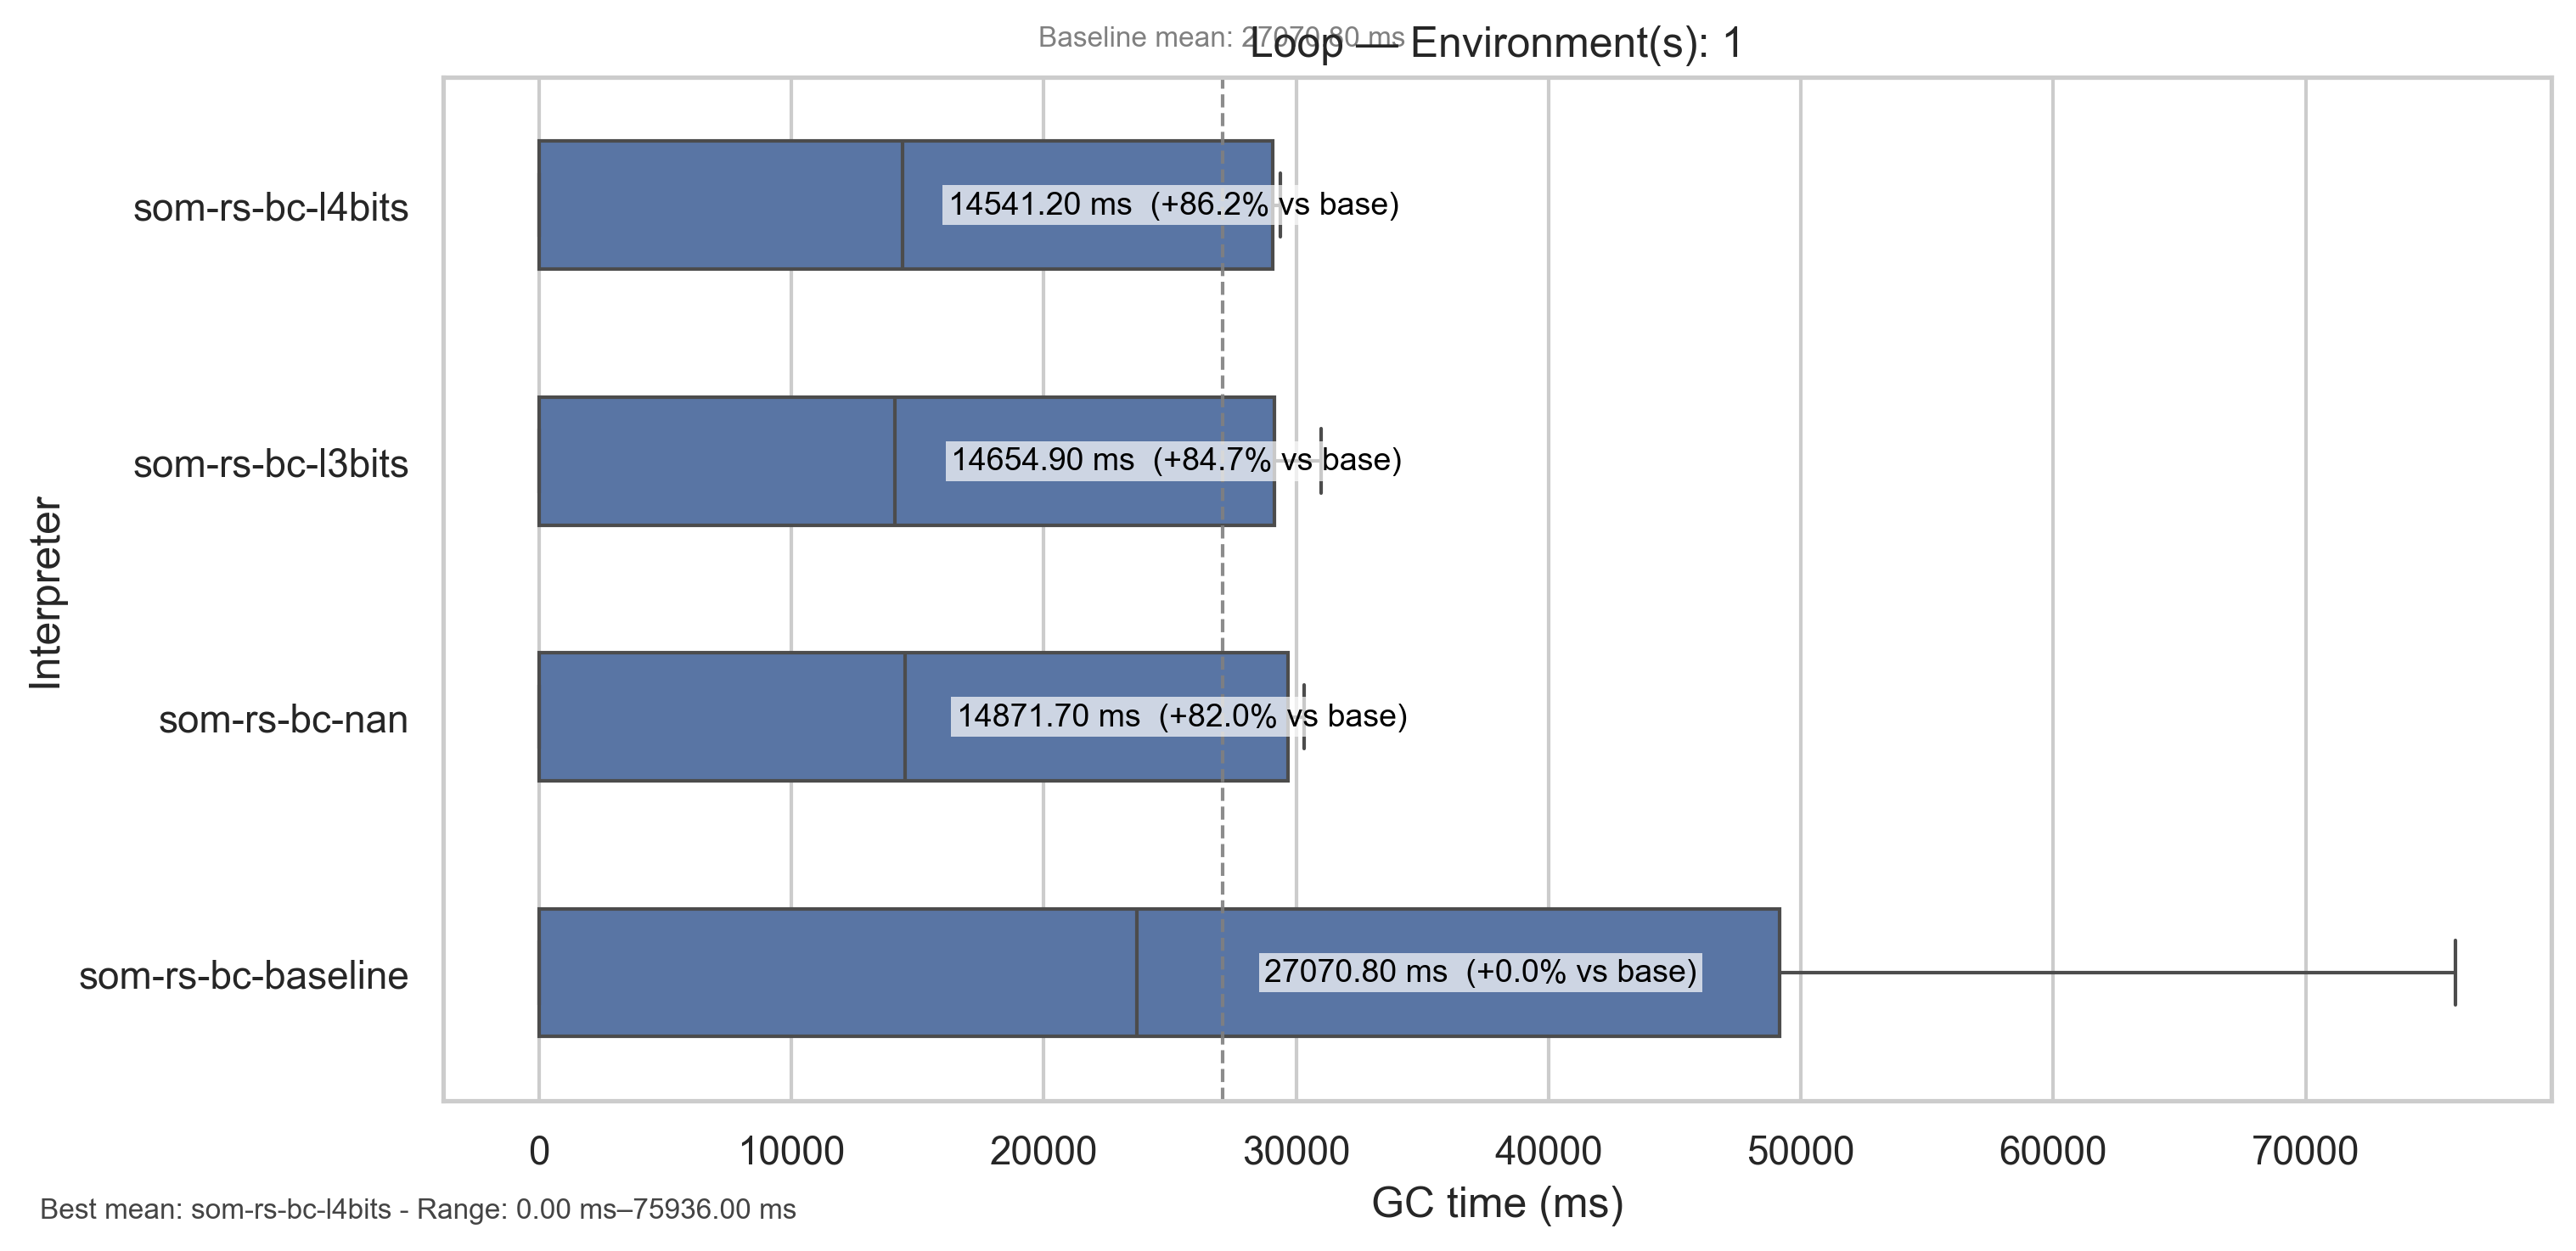 Baseline mean: 27070.80 ms
Loop — Environment(s): 1
som-rs-bc-l4bits
14541.20 ms (+86.2% vs base)
som-rs-bc-l3bits
14654.90 ms (+84.7% vs base)
Interpreter
som-rs-bc-nan
14871.70 ms (+82.0% vs base)
som-rs-bc-baseline
27070.80 ms (+0.0% vs base)
0 10000 20000 30000 40000 50000 60000 70000
GC time (ms)
Best mean: som-rs-bc-l4bits - Range: 0.00 ms–75936.00 ms